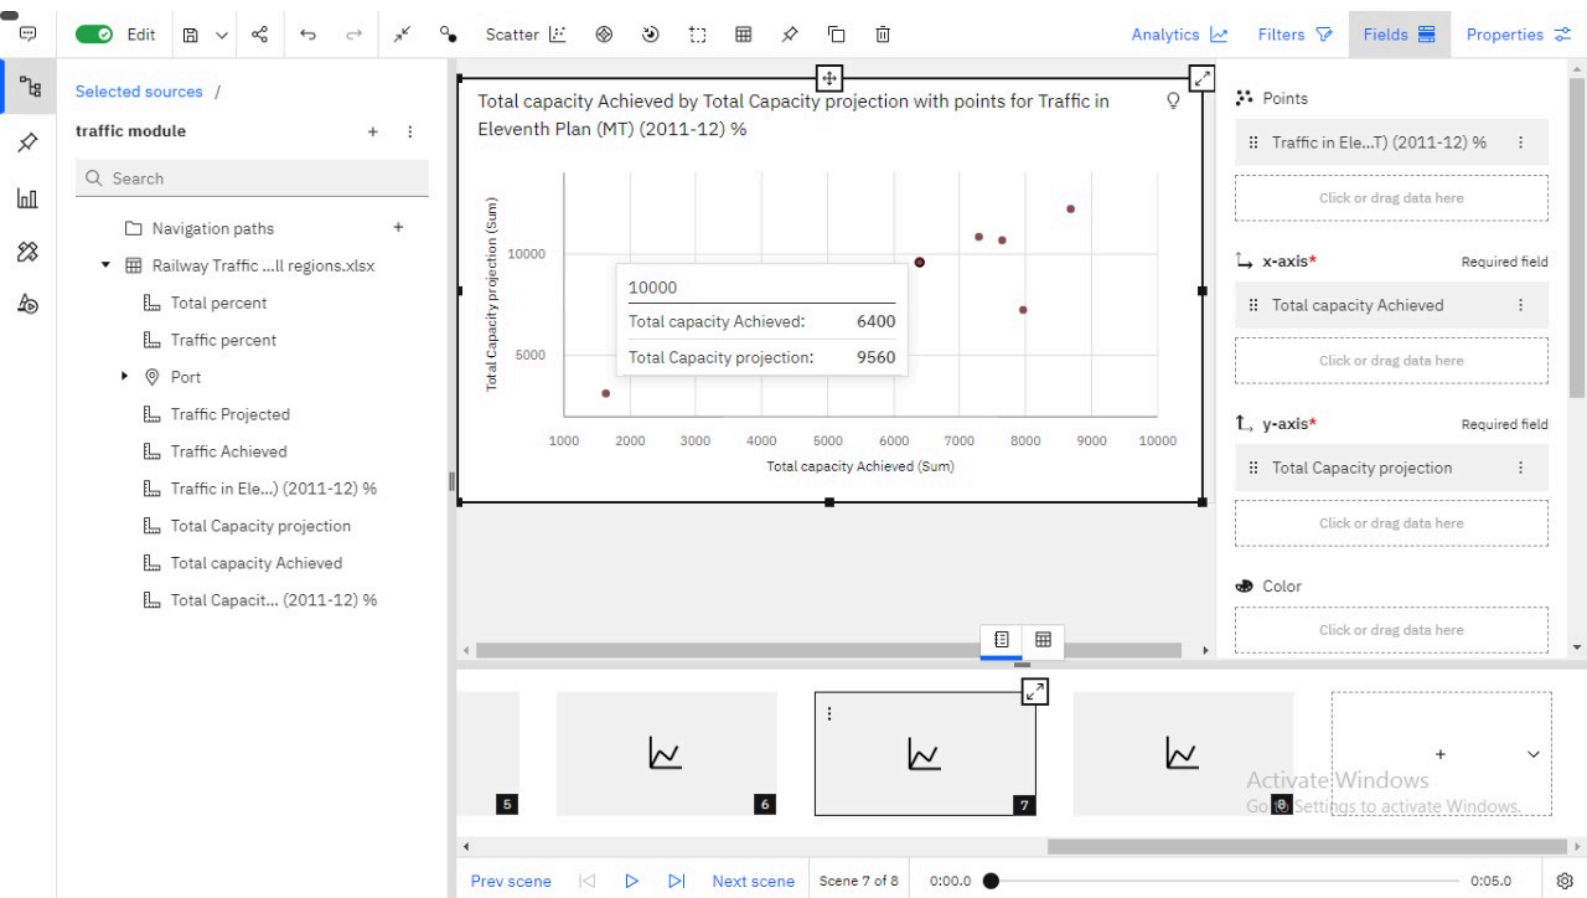 Edit
Scatter
Analytics
Filters
Fields
Properties
Selected sources /
traffic module
Search
Navigation paths
Railway Traffic ...ll regions.xlsx
Total percent
Traffic percent
Port
Traffic Projected
Traffic Achieved
Traffic in Ele...) (2011-12) %
Total Capacity projection
Total capacity Achieved
Total Capacit... (2011-12) %
Total capacity Achieved by Total Capacity projection with points for Traffic in
Eleventh Plan (MT) (2011-12) %
Total Capacity projection (Sum)
10000
5000
10000
Total capacity Achieved: 6400
Total Capacity projection: 9560
1000 2000 3000 4000 5000 6000 7000 8000 9000 10000
Total capacity Achieved (Sum)
Points
Traffic in Ele...T) (2011-12) %
Click or drag data here
x-axis* Required field
Total capacity Achieved
Click or drag data here
y-axis* Required field
Total Capacity projection
Click or drag data here
Color
Click or drag data here
5
6
7
8
Activate Windows
Go to Settings to activate Windows.
Prev scene
Next scene
Scene 7 of 8
0:00.0
0:05.0